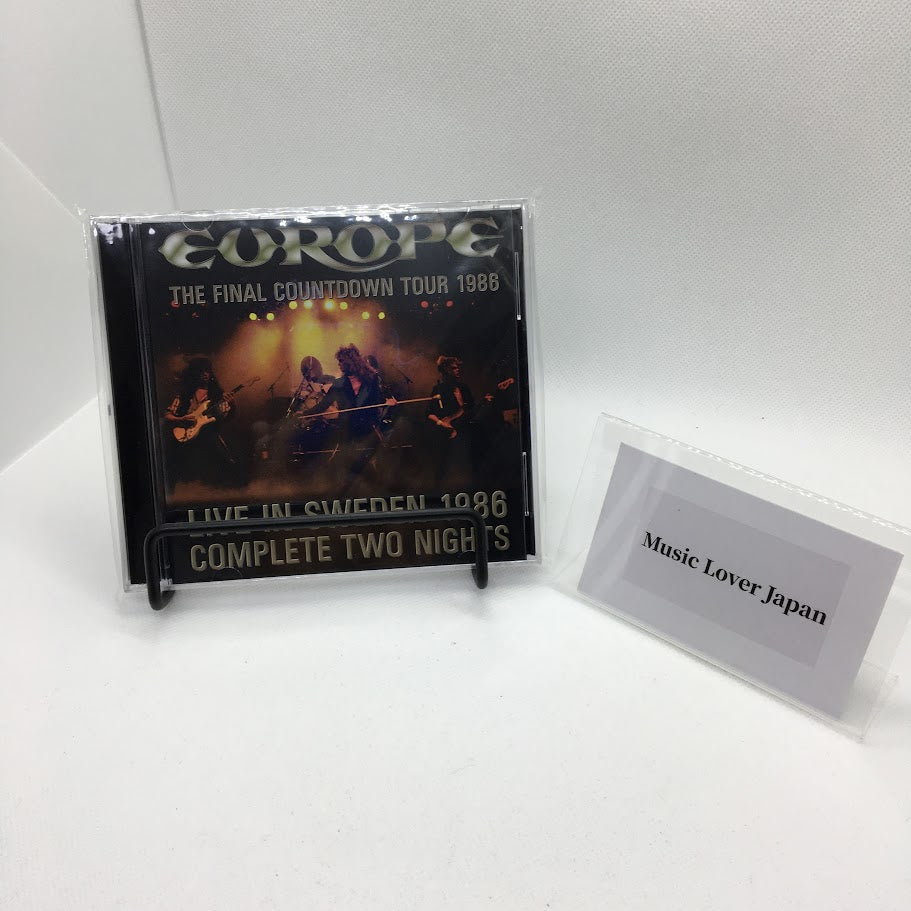 EUROPE
THE FINAL COUNTDOWN TOUR 1986
LIVE IN SWEDEN 1986
COMPLETE TWO NIGHTS
Music Lover Japan